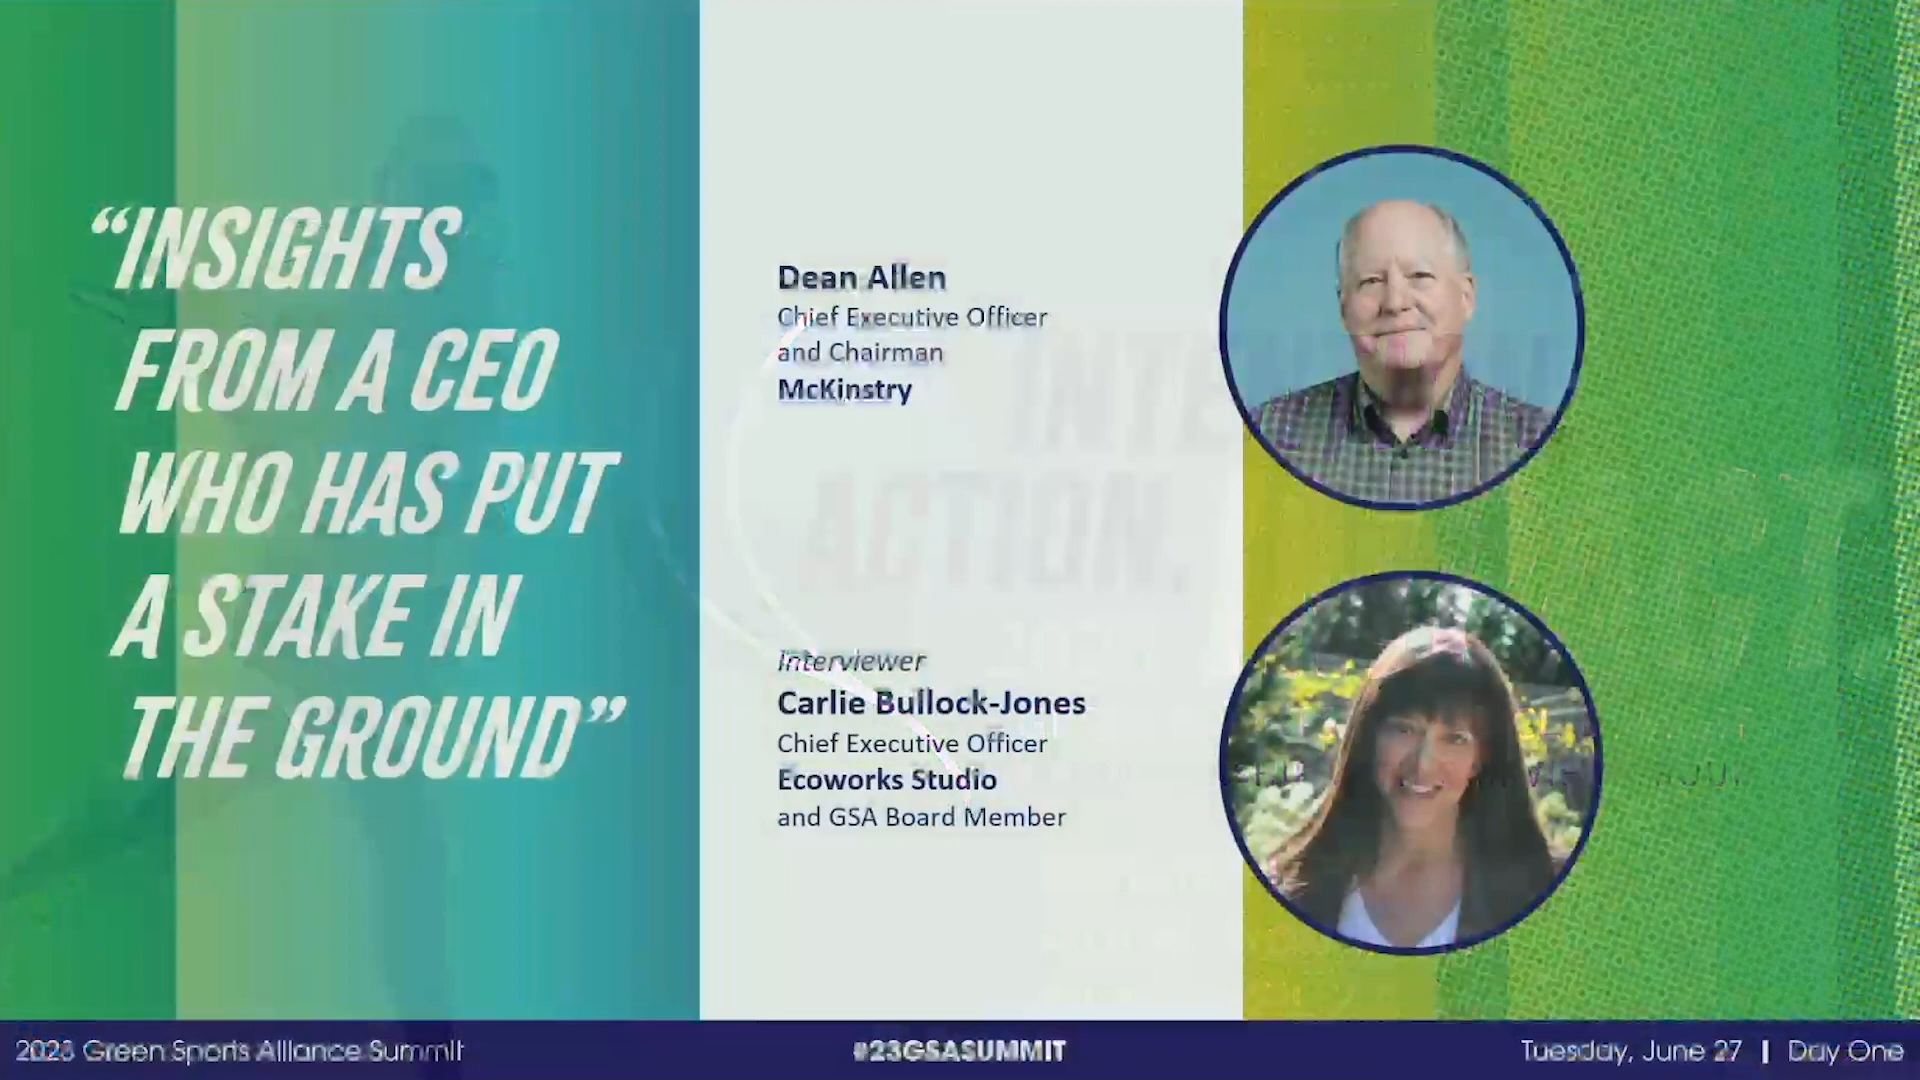 “INSIGHTS
FROM A CEO
WHO HAS PUT
A STAKE IN
THE GROUND”
Dean Allen
Chief Executive Officer
and Chairman
McKinstry
Interviewer
Carlie Bullock-Jones
Chief Executive Officer
Ecoworks Studio
and GSA Board Member
ACTION.
2023 Green Sports Alliance Summit
#23GSASUMMIT
Tuesday, June 27 | Day One